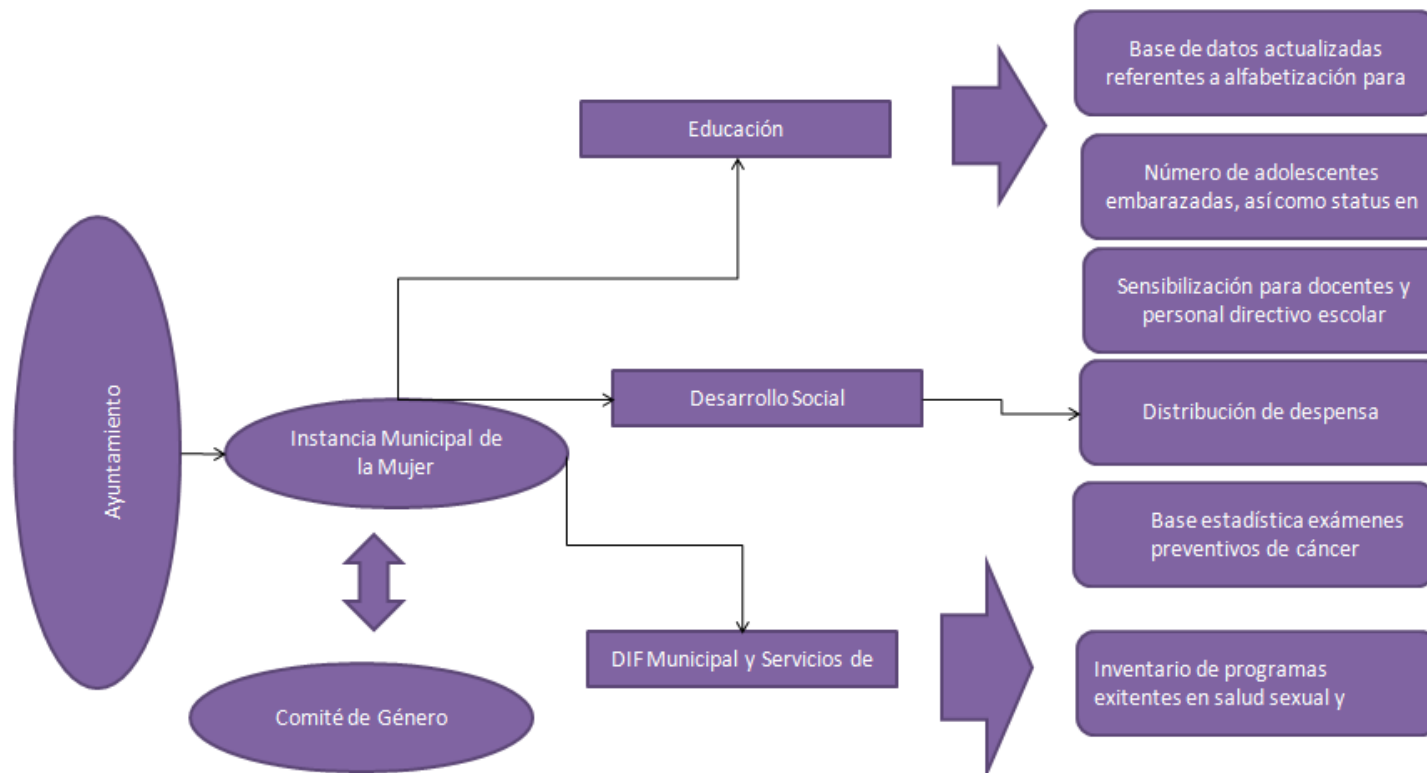 Ayuntamiento
Instancia Municipal de
la Mujer
Comité de Género
Educación
Desarrollo Social
DIF Municipal y Servicios de
Base de datos actualizadas
referentes a alfabetización para
Número de adolescentes
embarazadas, así como status en
Sensibilización para docentes y
personal directivo escolar
Distribución de despensa
Base estadística exámenes
preventivos de cáncer
Inventario de programas
exitentes en salud sexual y